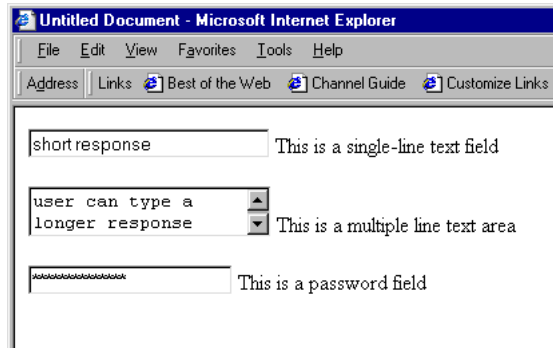 Untitled Document - Microsoft Internet Explorer
File Edit View Favorites Tools Help
Address Links Best of the Web Channel Guide Customize Links
short response This is a single-line text field
user can type a
longer response This is a multiple line text area
*************** This is a password field